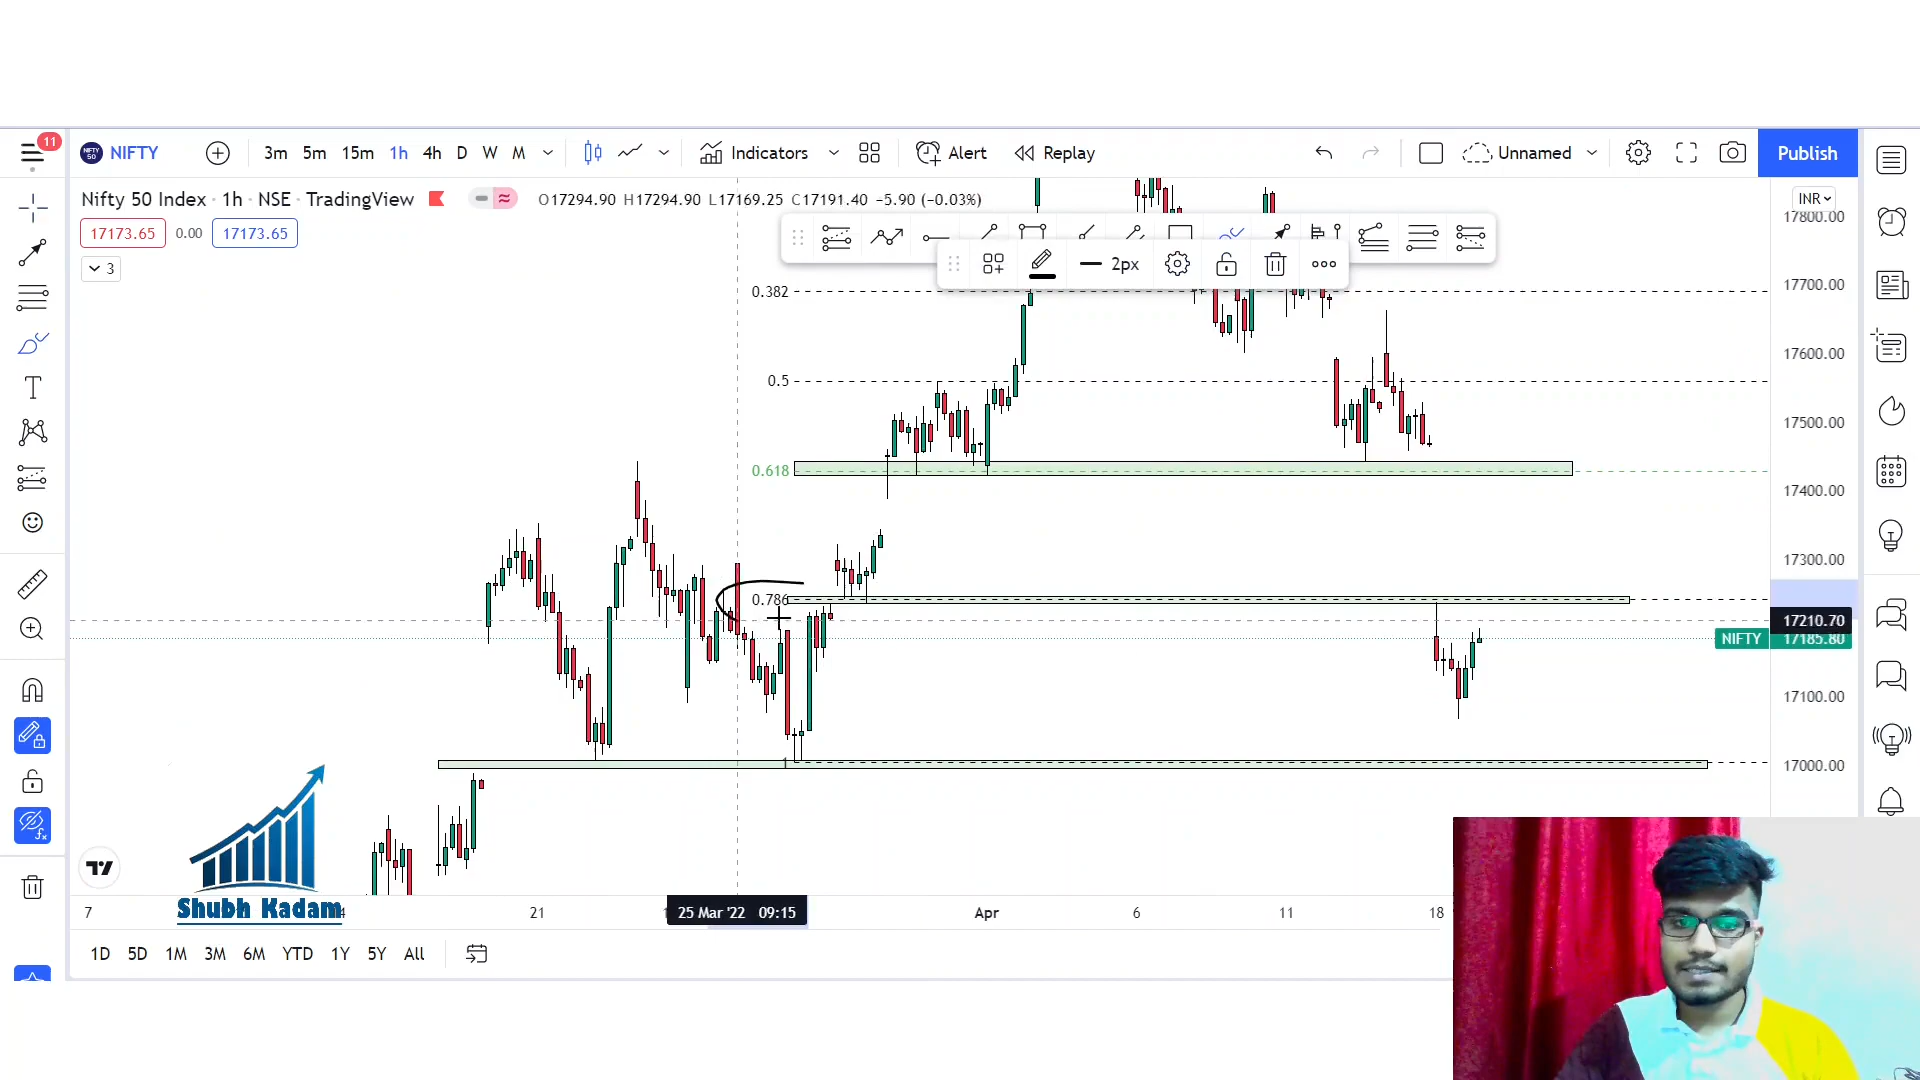 11
NIFTY 50 NIFTY 3m 5m 15m 1h 4h D W M Indicators Alert Replay Unnamed Publish
Nifty 50 Index · 1h · NSE · TradingView O17294.90 H17294.90 L17169.25 C17191.40 −5.90 (−0.03%) INR
17800.00
17173.65 0.00 17173.65
3
2px
0.382
17700.00
17600.00
0.5
17500.00
0.618
17400.00
17300.00
0.786
17210.70
NIFTY 17185.80
17100.00
1
17000.00
Shubh Kadam
7 21 25 Mar '22 09:15 Apr 6 11 18
1D 5D 1M 3M 6M YTD 1Y 5Y All